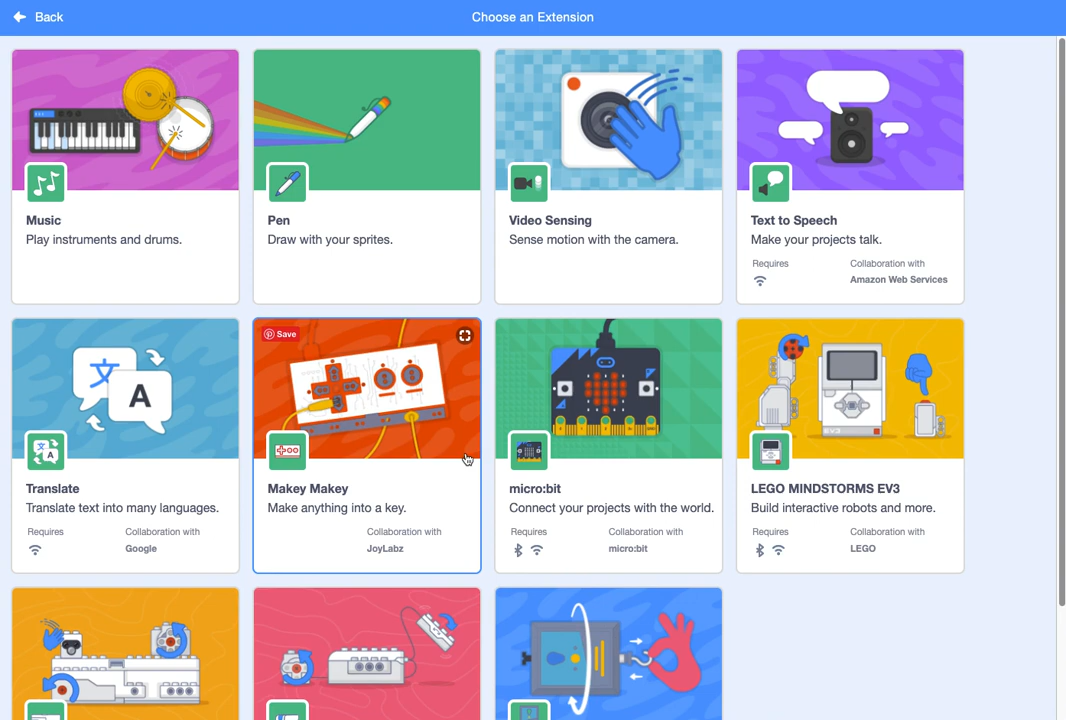 Back
Choose an Extension
Music
Play instruments and drums.
Pen
Draw with your sprites.
Video Sensing
Sense motion with the camera.
Text to Speech
Make your projects talk.
Requires
Collaboration with
Amazon Web Services
文
A
文
A
Translate
Translate text into many languages.
Requires
Collaboration with
Google
Save
Makey Makey
Make anything into a key.
Collaboration with
JoyLabz
micro:bit
Connect your projects with the world.
Requires
Collaboration with
micro:bit
LEGO MINDSTORMS EV3
Build interactive robots and more.
Requires
Collaboration with
LEGO